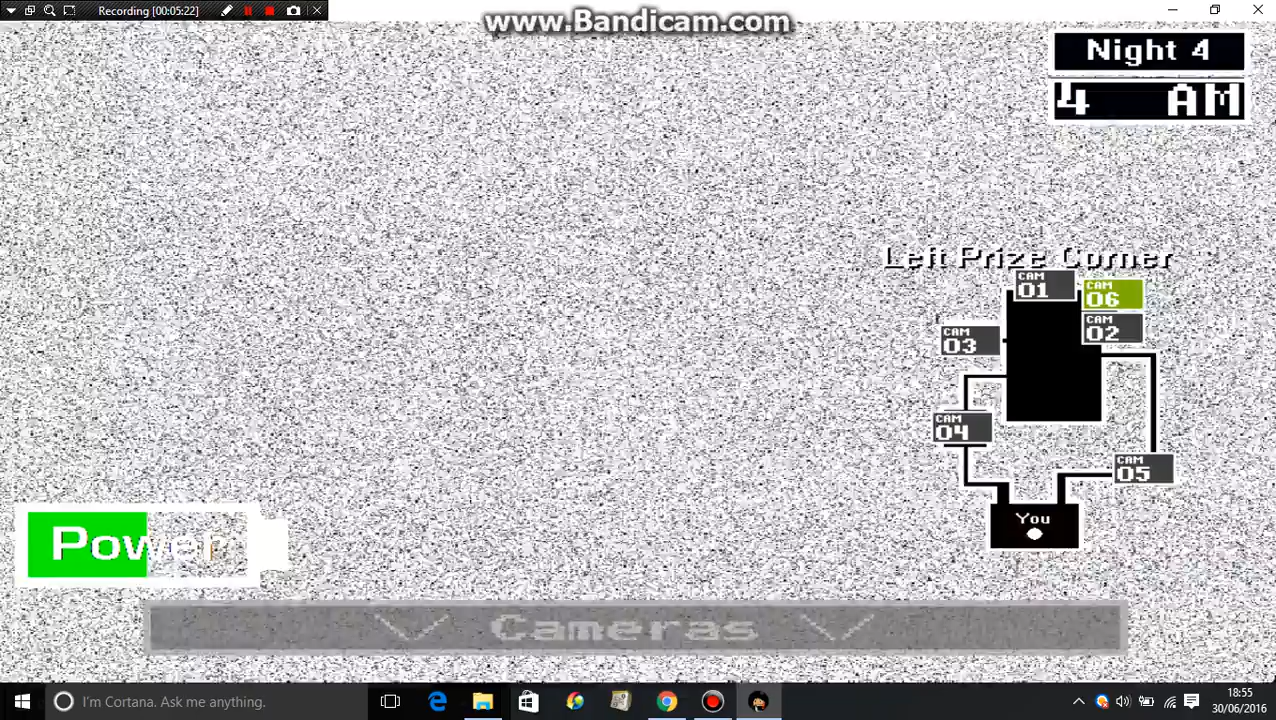 Recording [00:05:22]
www.Bandicam.com
Night 4
4 AM
Left Prize Corner
CAM 01
CAM 06
CAM 02
CAM 03
CAM 04
CAM 05
You
Power
Cameras
I'm Cortana. Ask me anything.
18:55
30/06/2016